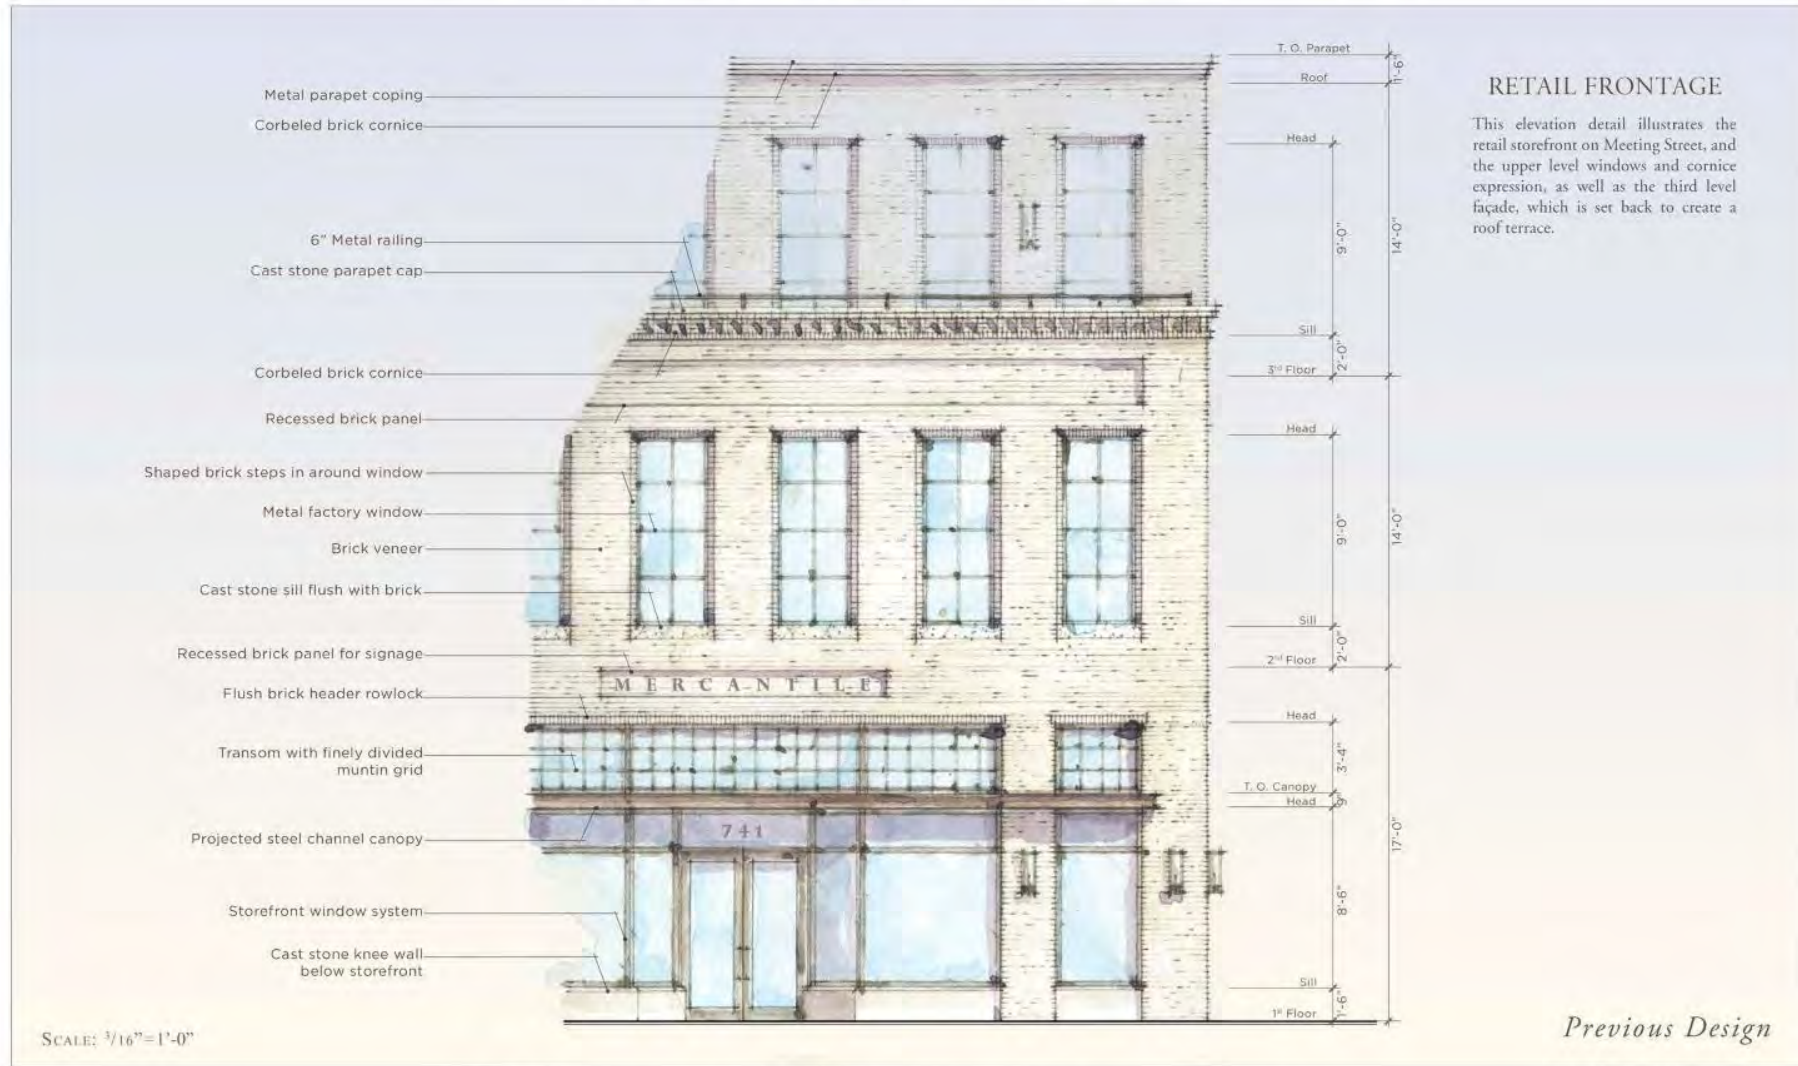 Metal parapet coping
Corbeled brick cornice
6" Metal railing
Cast stone parapet cap
Corbeled brick cornice
Recessed brick panel
Shaped brick steps in around window
Metal factory window
Brick veneer
Cast stone sill flush with brick
Recessed brick panel for signage
Flush brick header rowlock
Transom with finely divided
muntin grid
Projected steel channel canopy
Storefront window system
Cast stone knee wall
below storefront
SCALE: 3/16"=1'-0"
MERCANTILE
741
T. O. Parapet
Roof
Head
Sill
3rd Floor
Head
Sill
2nd Floor
Head
T. O. Canopy
Head
Sill
1st Floor
9'-0"
2'-0"
9'-0"
2'-0"
3'-4"
9"
8'-6"
1'-6"
1'-6"
14'-0"
14'-0"
17'-0"
RETAIL FRONTAGE
This elevation detail illustrates the
retail storefront on Meeting Street, and
the upper level windows and cornice
expression, as well as the third level
façade, which is set back to create a
roof terrace.
Previous Design